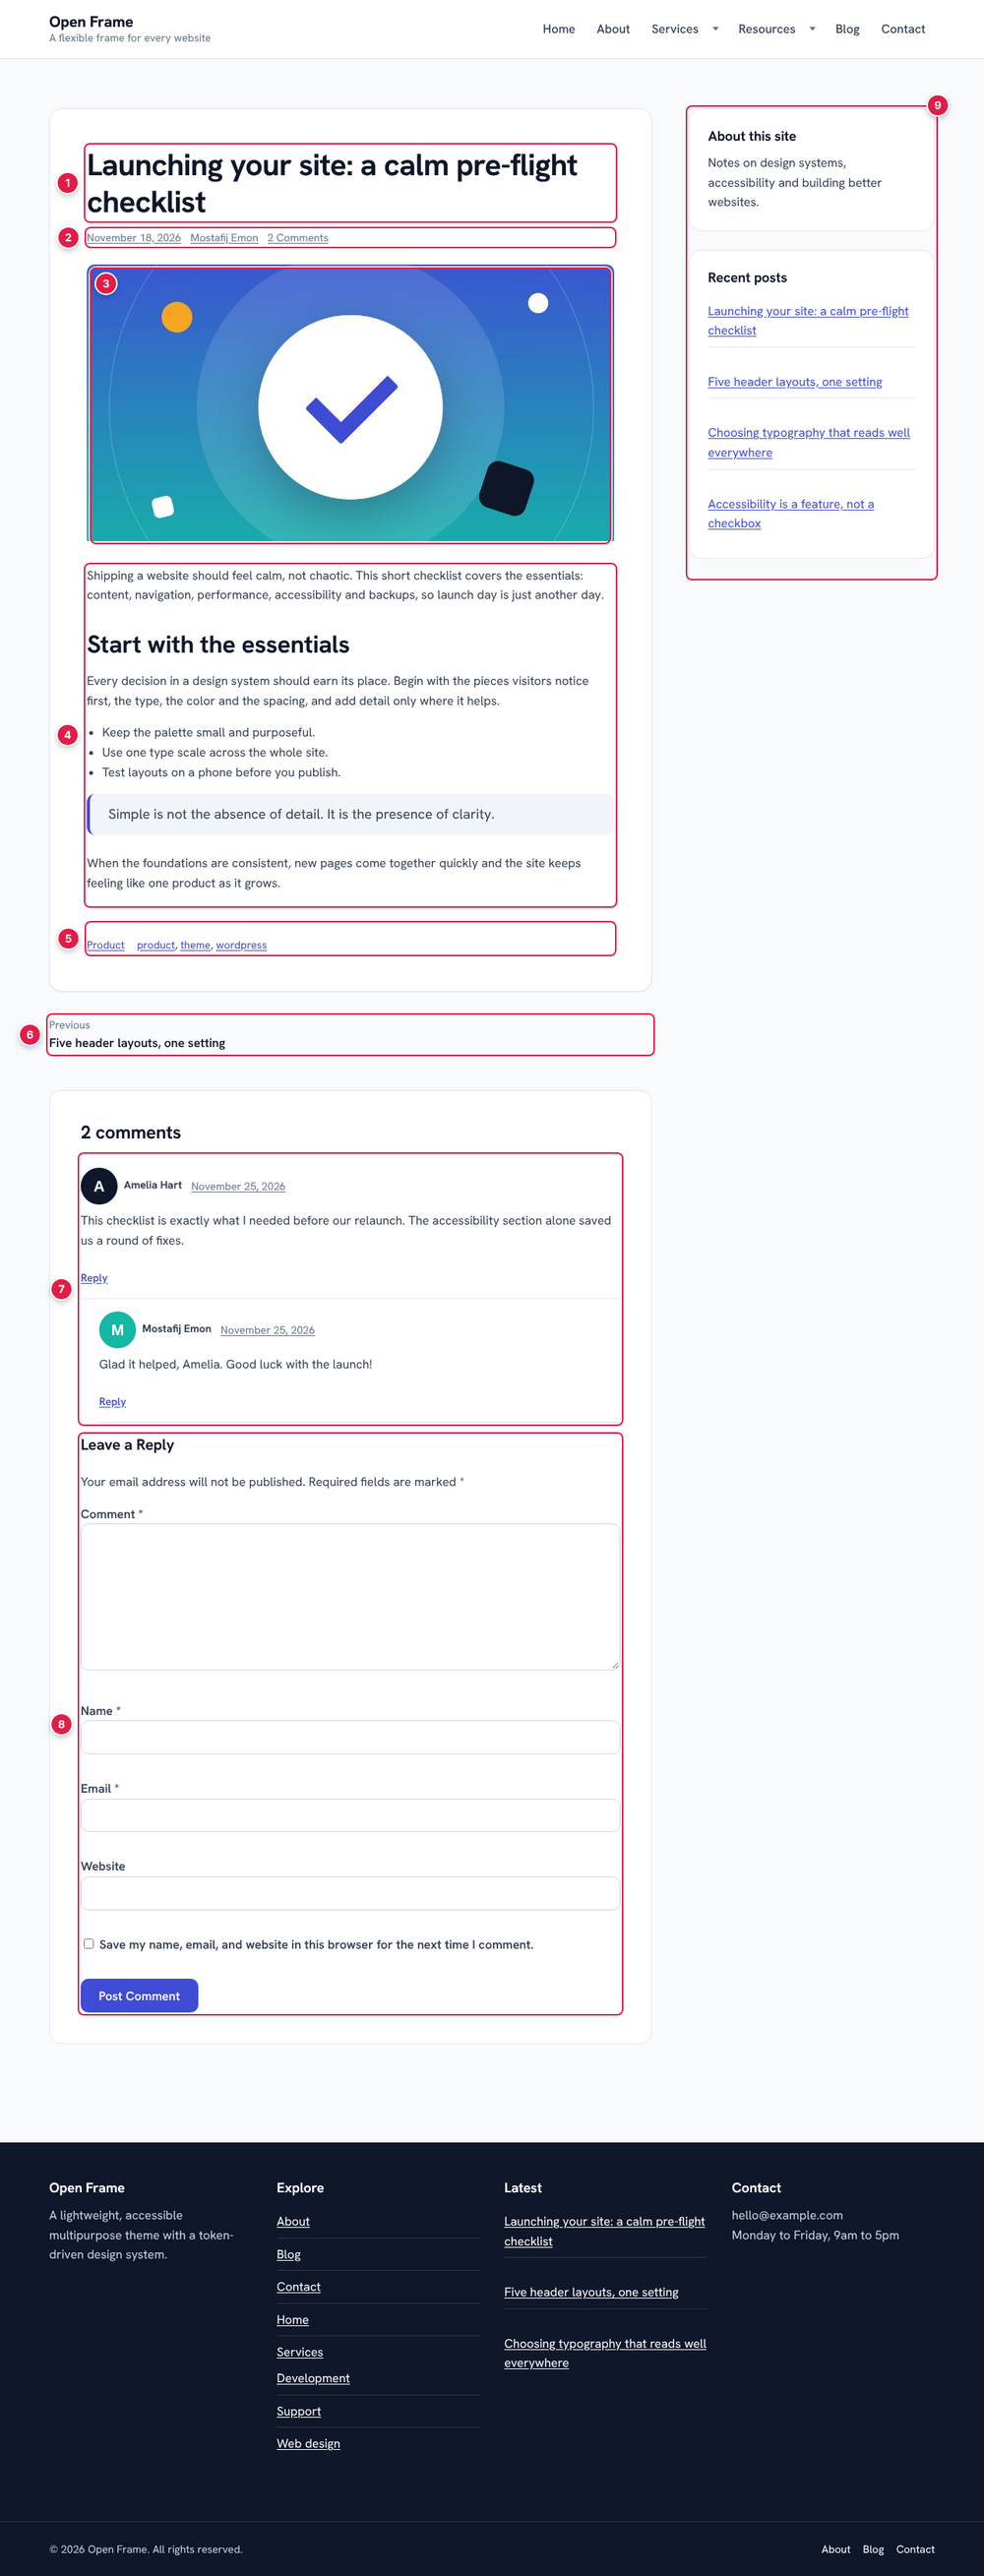 Open Frame
A flexible frame for every website
Home About Services Resources Blog Contact
1
Launching your site: a calm pre-flight
checklist
2
November 18, 2026 Mostafij Emon 2 Comments
3
Shipping a website should feel calm, not chaotic. This short checklist covers the essentials:
content, navigation, performance, accessibility and backups, so launch day is just another day.
Start with the essentials
Every decision in a design system should earn its place. Begin with the pieces visitors notice
first, the type, the color and the spacing, and add detail only where it helps.
4
• Keep the palette small and purposeful.
• Use one type scale across the whole site.
• Test layouts on a phone before you publish.
Simple is not the absence of detail. It is the presence of clarity.
When the foundations are consistent, new pages come together quickly and the site keeps
feeling like one product as it grows.
5
Product product, theme, wordpress
6
Previous
Five header layouts, one setting
2 comments
A Amelia Hart November 25, 2026
This checklist is exactly what I needed before our relaunch. The accessibility section alone saved
us a round of fixes.
Reply
7
M Mostafij Emon November 25, 2026
Glad it helped, Amelia. Good luck with the launch!
Reply
Leave a Reply
Your email address will not be published. Required fields are marked *
Comment *
Name *
8
Email *
Website
Save my name, email, and website in this browser for the next time I comment.
Post Comment
9
About this site
Notes on design systems,
accessibility and building better
websites.
Recent posts
Launching your site: a calm pre-flight
checklist
Five header layouts, one setting
Choosing typography that reads well
everywhere
Accessibility is a feature, not a
checkbox
Open Frame
A lightweight, accessible
multipurpose theme with a token-
driven design system.
Explore
About
Blog
Contact
Home
Services
Development
Support
Web design
Latest
Launching your site: a calm pre-flight
checklist
Five header layouts, one setting
Choosing typography that reads well
everywhere
Contact
hello@example.com
Monday to Friday, 9am to 5pm
© 2026 Open Frame. All rights reserved.
About Blog Contact